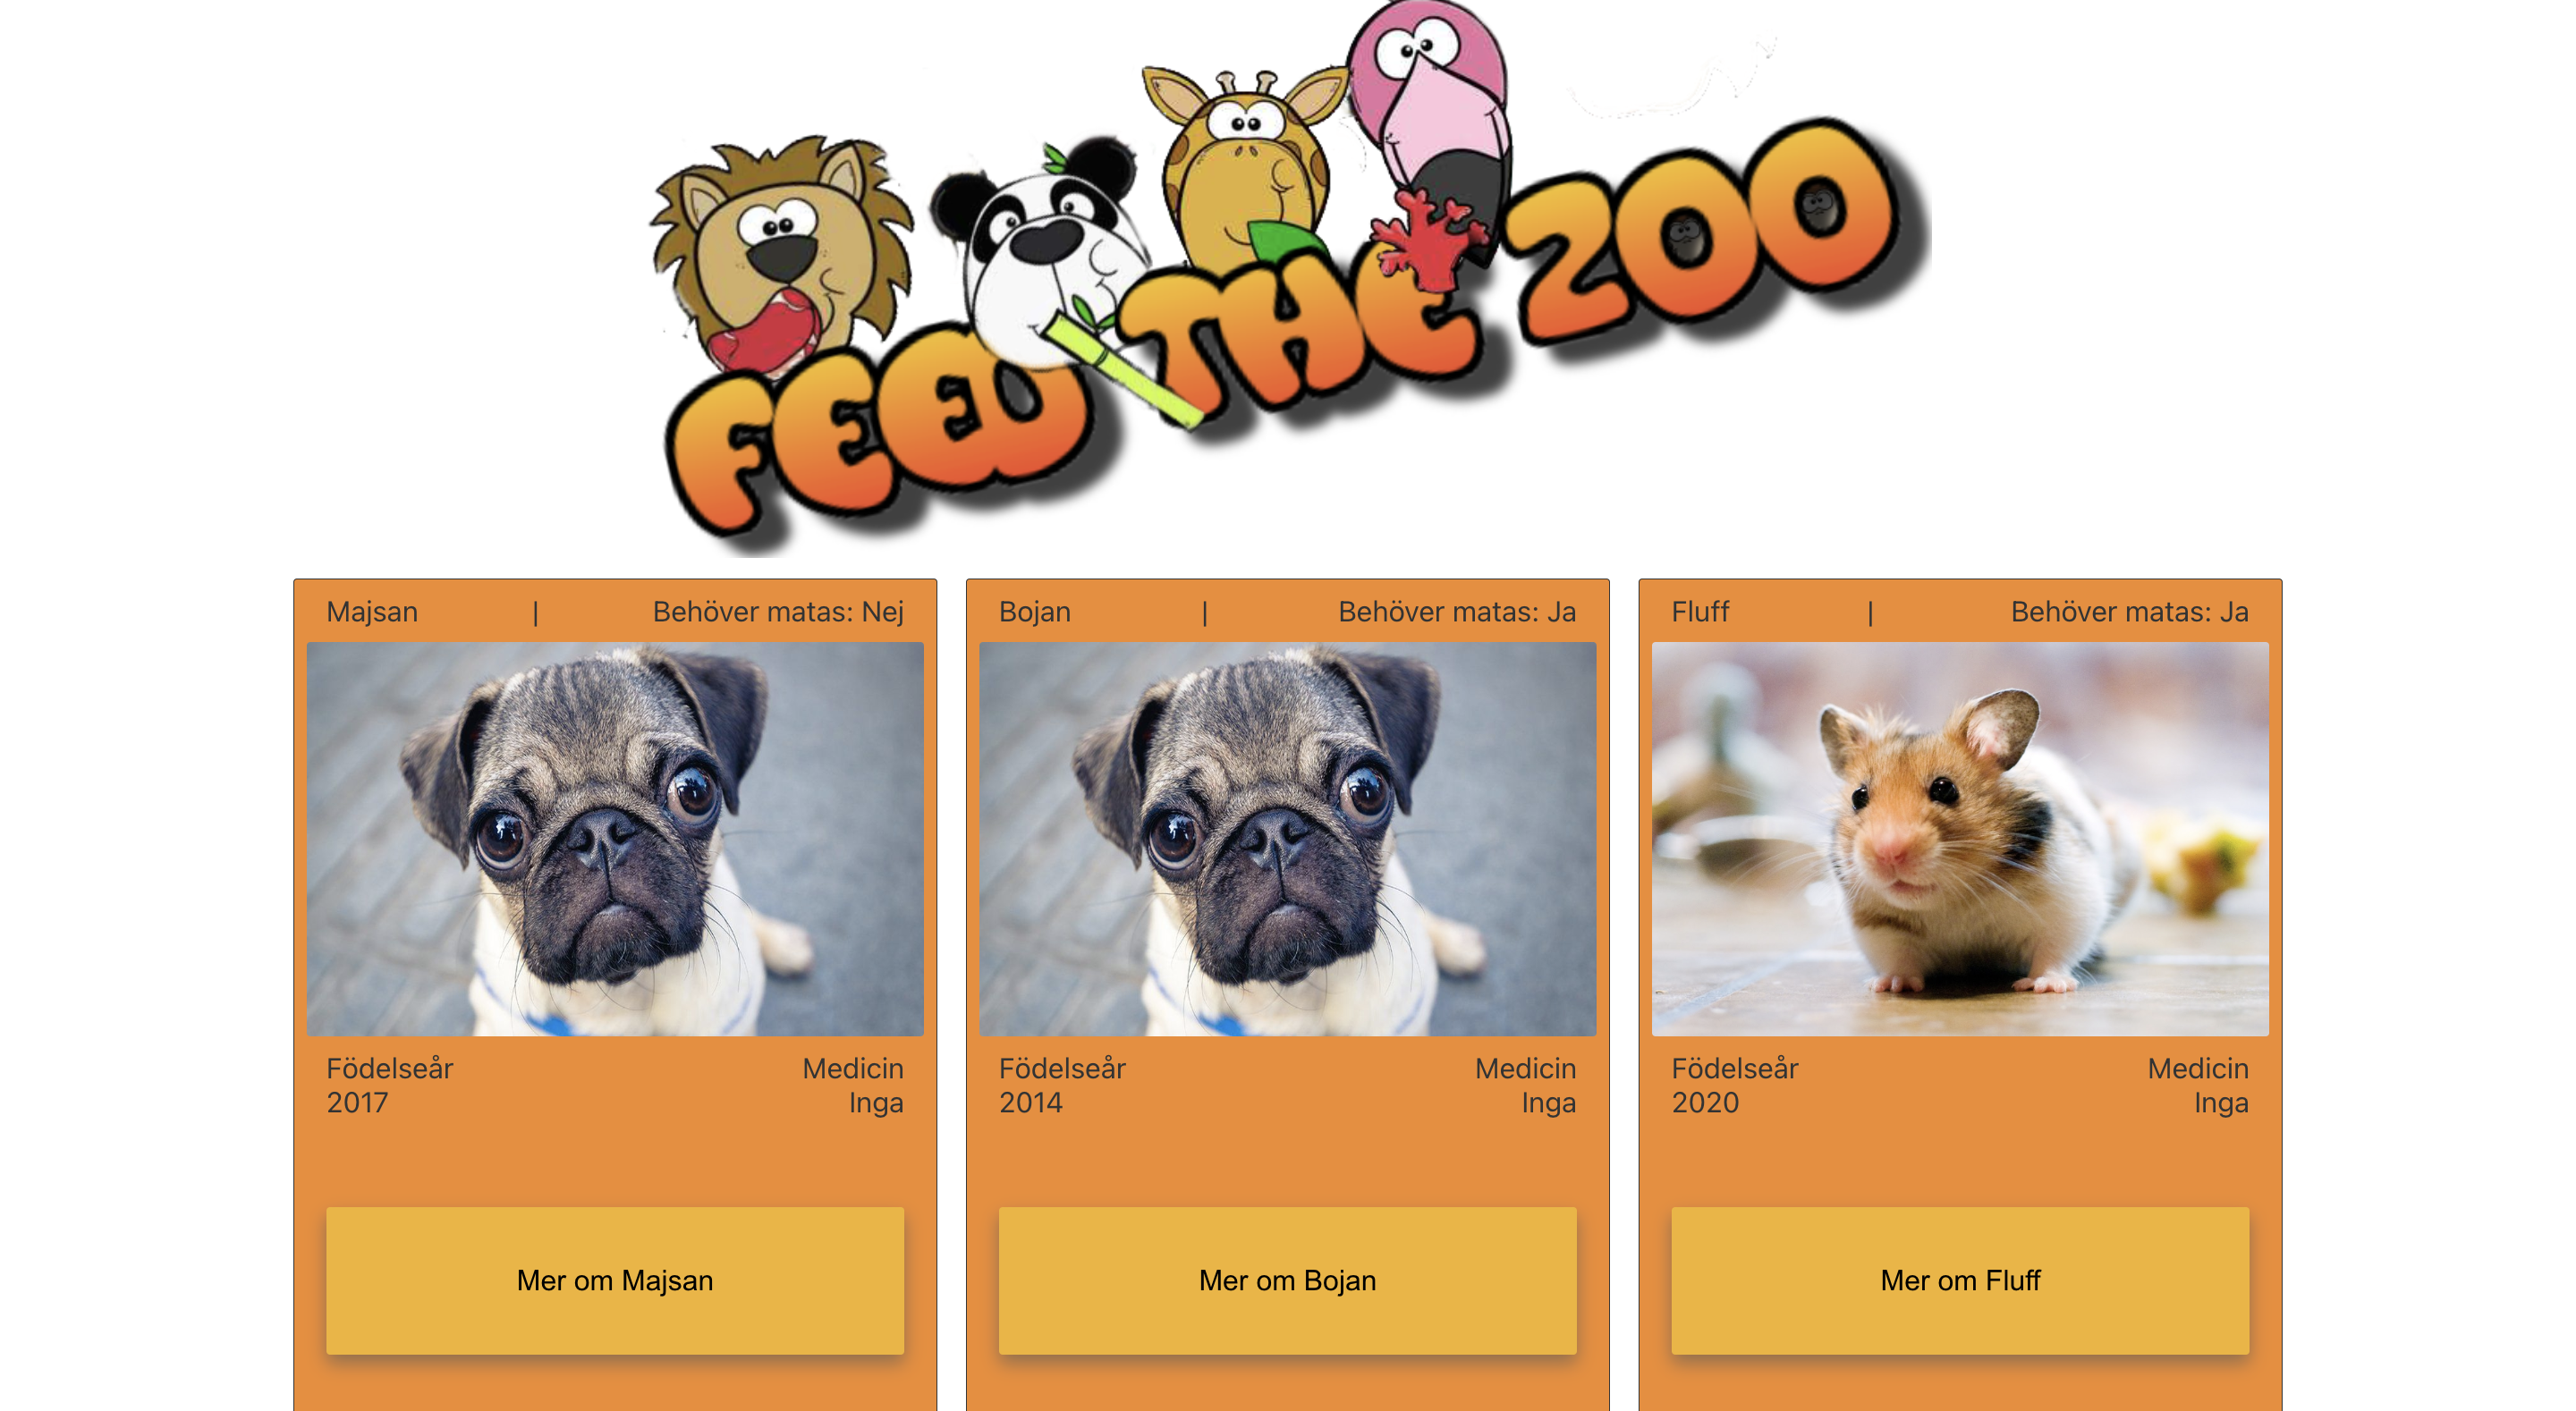 FEED THE ZOO
Majsan | Behöver matas: Nej
Bojan | Behöver matas: Ja
Fluff | Behöver matas: Ja
Födelseår Medicin
2017 Inga
Födelseår Medicin
2014 Inga
Födelseår Medicin
2020 Inga
Mer om Majsan
Mer om Bojan
Mer om Fluff